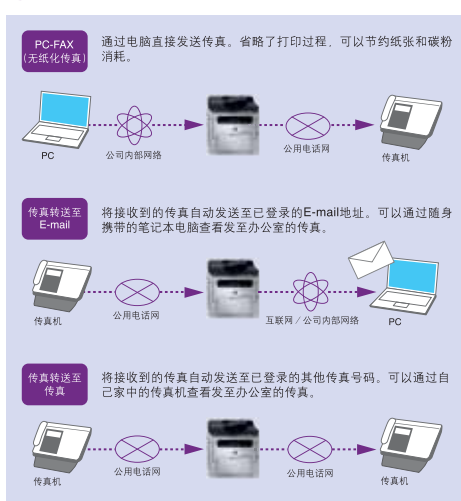 PC-FAX
(无纸化传真)
通过电脑直接发送传真。省略了打印过程，可以节约纸张和碳粉
消耗。
PC
公司内部网络
公用电话网
传真机
传真转送至
E-mail
将接收到的传真自动发送至已登录的E-mail地址。可以通过随身
携带的笔记本电脑查看发至办公室的传真。
传真机
公用电话网
互联网／公司内部网络
PC
传真转送至
传真
将接收到的传真自动发送至已登录的其他传真号码。可以通过自
己家中的传真机查看发至办公室的传真。
传真机
公用电话网
公用电话网
传真机